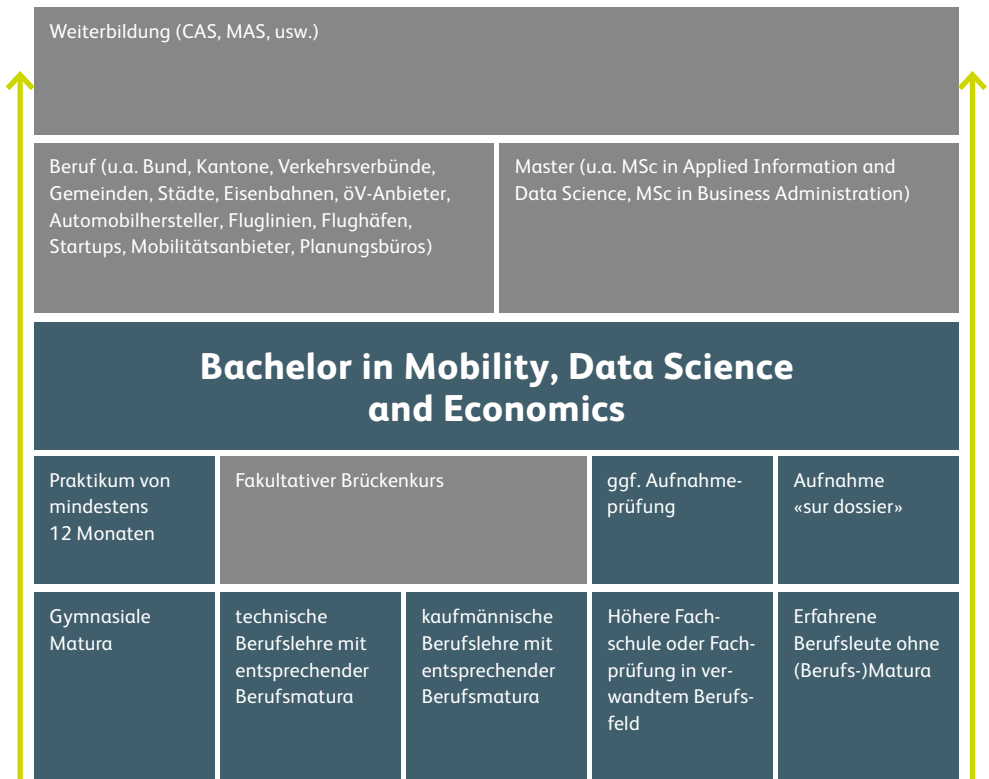 Weiterbildung (CAS, MAS, usw.)
Beruf (u.a. Bund, Kantone, Verkehrsverbünde,
Gemeinden, Städte, Eisenbahnen, öV-Anbieter,
Automobilhersteller, Fluglinien, Flughäfen,
Startups, Mobilitätsanbieter, Planungsbüros)
Master (u.a. MSc in Applied Information and
Data Science, MSc in Business Administration)
Bachelor in Mobility, Data Science
and Economics
Praktikum von
mindestens
12 Monaten
Fakultativer Brückenkurs
ggf. Aufnahme-
prüfung
Aufnahme
«sur dossier»
Gymnasiale
Matura
technische
Berufslehre mit
entsprechender
Berufsmatura
kaufmännische
Berufslehre mit
entsprechender
Berufsmatura
Höhere Fach-
schule oder Fach-
prüfung in ver-
wandtem Berufs-
feld
Erfahrene
Berufsleute ohne
(Berufs-)Matura